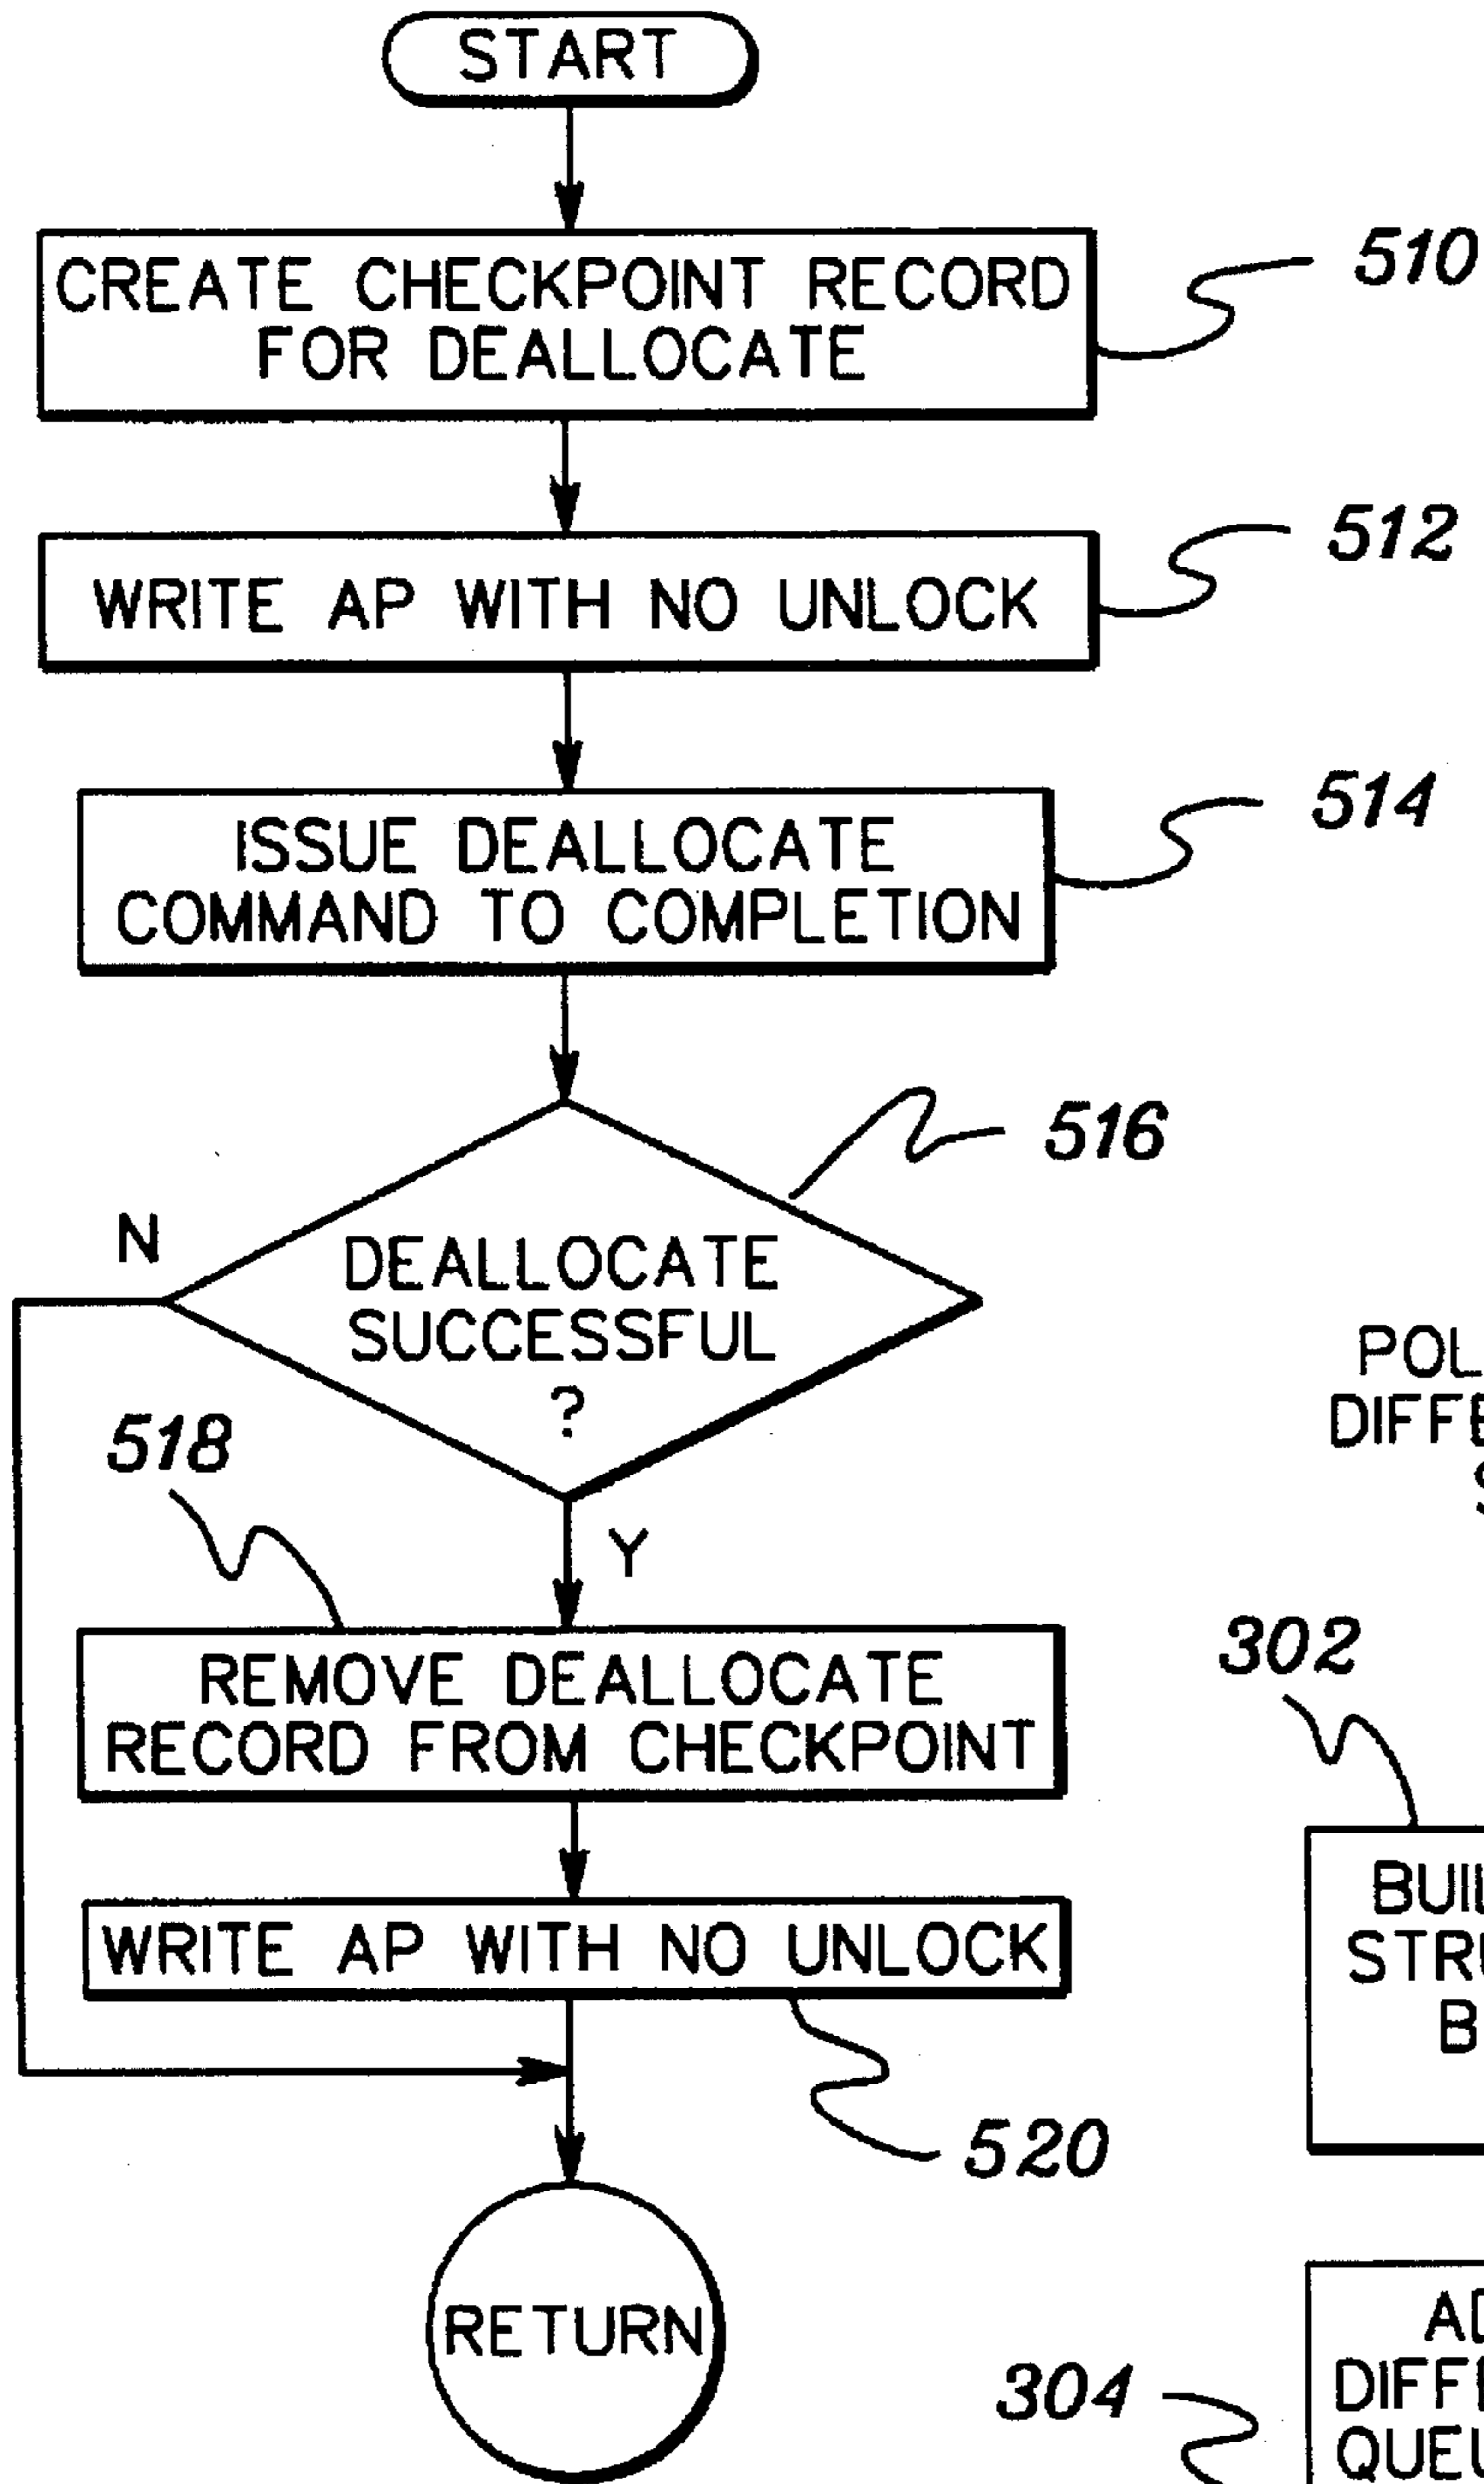 START
CREATE CHECKPOINT RECORD
FOR DEALLOCATE
510
WRITE AP WITH NO UNLOCK
512
ISSUE DEALLOCATE
COMMAND TO COMPLETION
514
516
N
DEALLOCATE
SUCCESSFUL
?
518
Y
REMOVE DEALLOCATE
RECORD FROM CHECKPOINT
WRITE AP WITH NO UNLOCK
520
RETURN
302
304